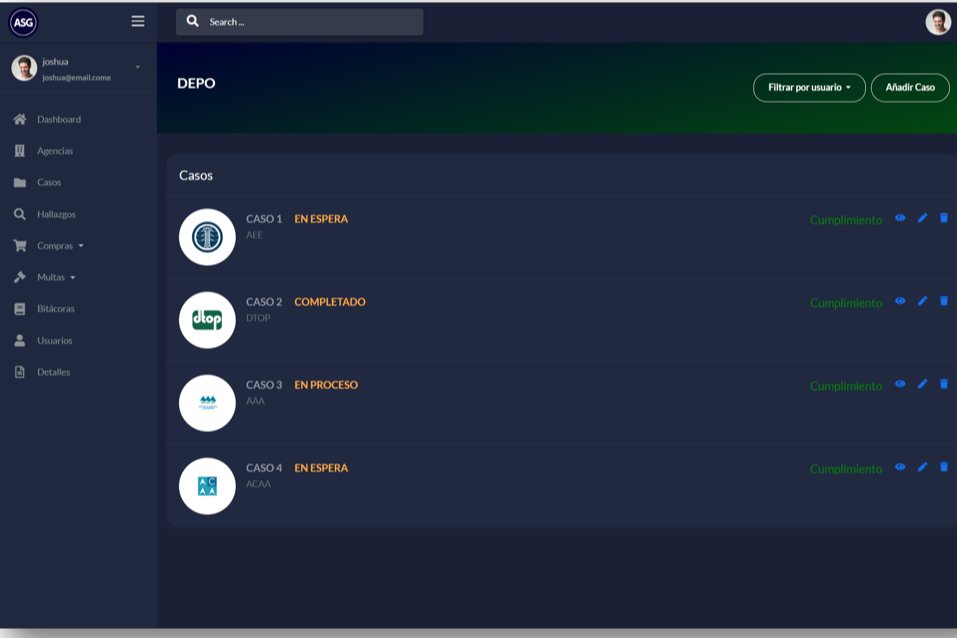 ASG
Search ...
joshua
joshua@email.come
Dashboard
Agencias
Casos
Hallazgos
Compras
Multas
Bitácoras
Usuarios
Detalles
DEPO
Filtrar por usuario
Añadir Caso
Casos
CASO 1 EN ESPERA
Cumplimiento
AEE
dtop
CASO 2 COMPLETADO
Cumplimiento
DTOP
CASO 3 EN PROCESO
Cumplimiento
AAA
A C
A A
CASO 4 EN ESPERA
Cumplimiento
ACAA